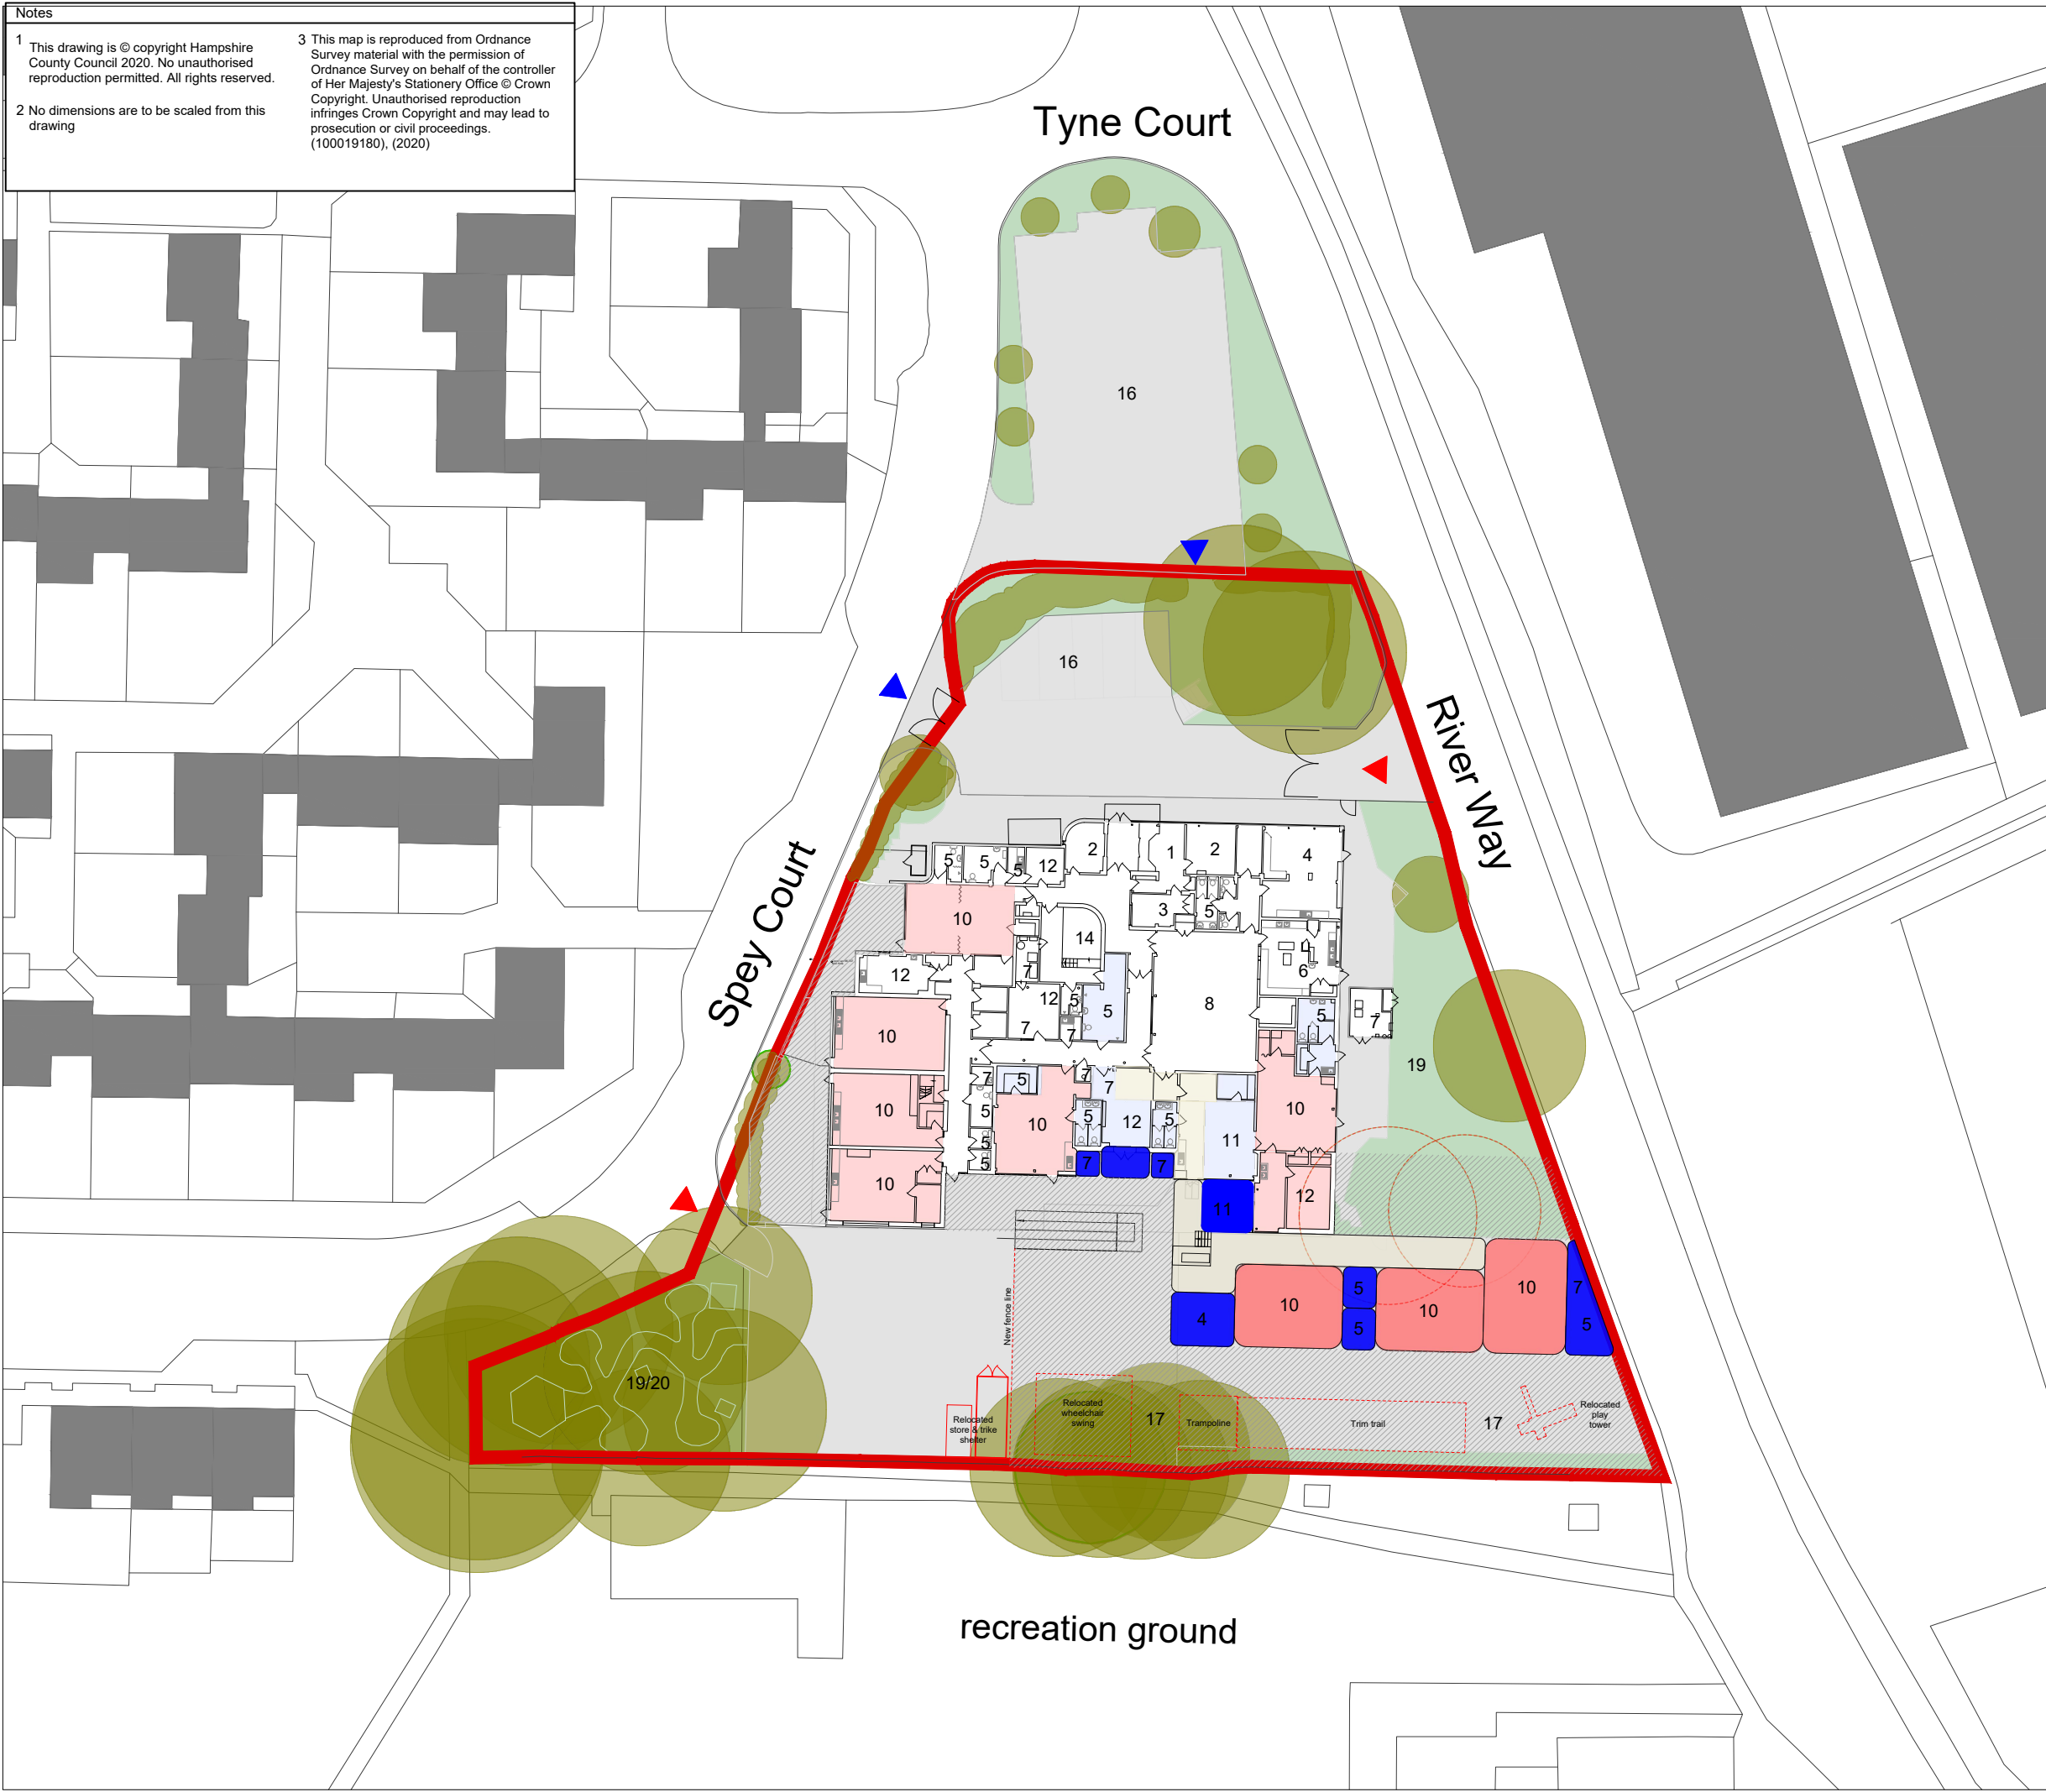 Notes
1 This drawing is © copyright Hampshire
County Council 2020. No unauthorised
reproduction permitted. All rights reserved.
2 No dimensions are to be scaled from this
drawing
3 This map is reproduced from Ordnance
Survey material with the permission of
Ordnance Survey on behalf of the controller
of Her Majesty's Stationery Office © Crown
Copyright. Unauthorised reproduction
infringes Crown Copyright and may lead to
prosecution or civil proceedings.
(100019180), (2020)
Tyne Court
16
16
River Way
Spey Court
5
5
5
12
2
1
2
4
10
3
5
14
12
7
6
12
5
5
8
5
7
10
7
7
19
7
5
7
7
10
5
10
5
12
5
11
10
5
5
7
7
10
12
11
10
5
7
10
10
4
5
5
New fence line
19/20
Relocated
store & trike
shelter
Relocated
wheelchair
swing
17
Trampoline
Trim trail
17
Relocated
play
tower
recreation ground